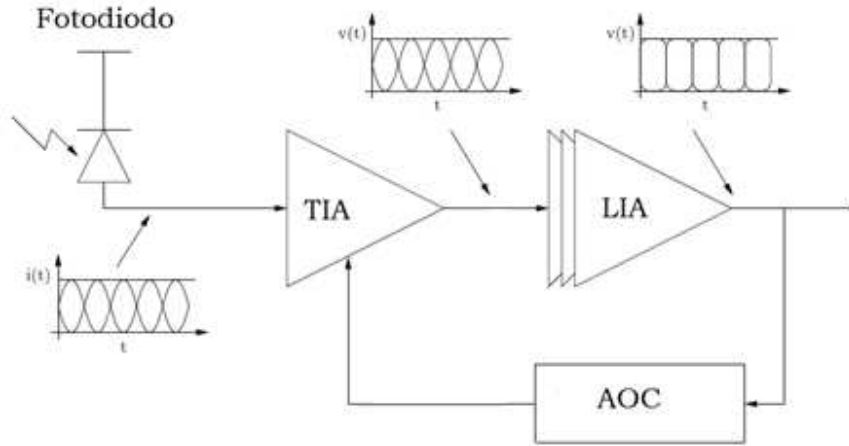 Fotodiodo
v(t)
t
v(t)
t
TIA
LIA
i(t)
t
AOC